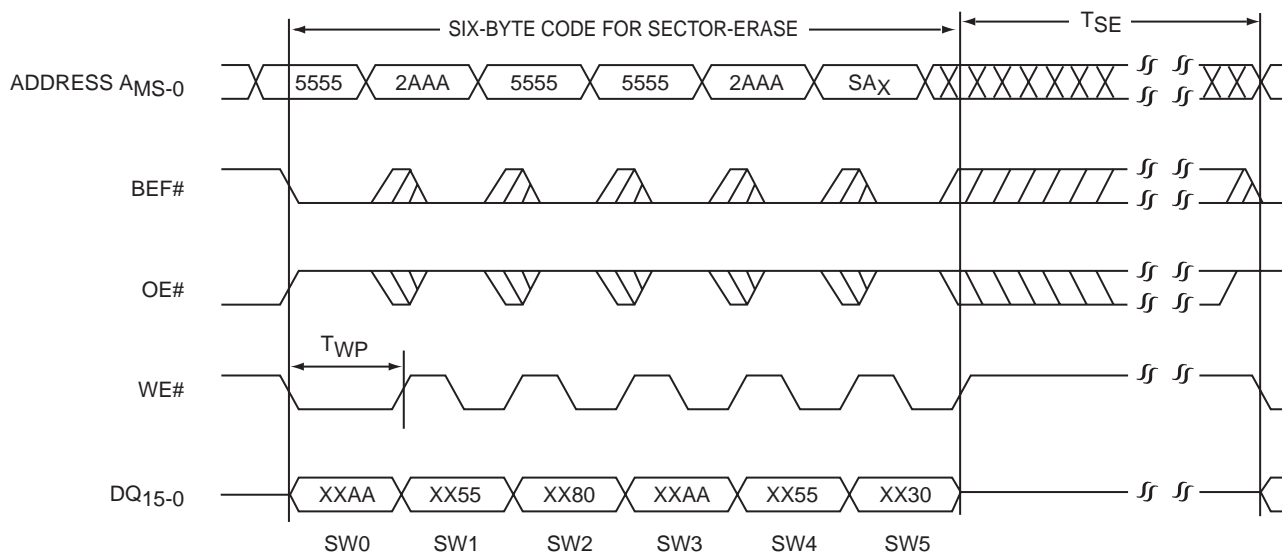 SIX-BYTE CODE FOR SECTOR-ERASE TSE
ADDRESS AMS-0 5555 2AAA 5555 5555 2AAA SAX
BEF#
OE#
TWP
WE#
DQ15-0 XXAA XX55 XX80 XXAA XX55 XX30
SW0 SW1 SW2 SW3 SW4 SW5